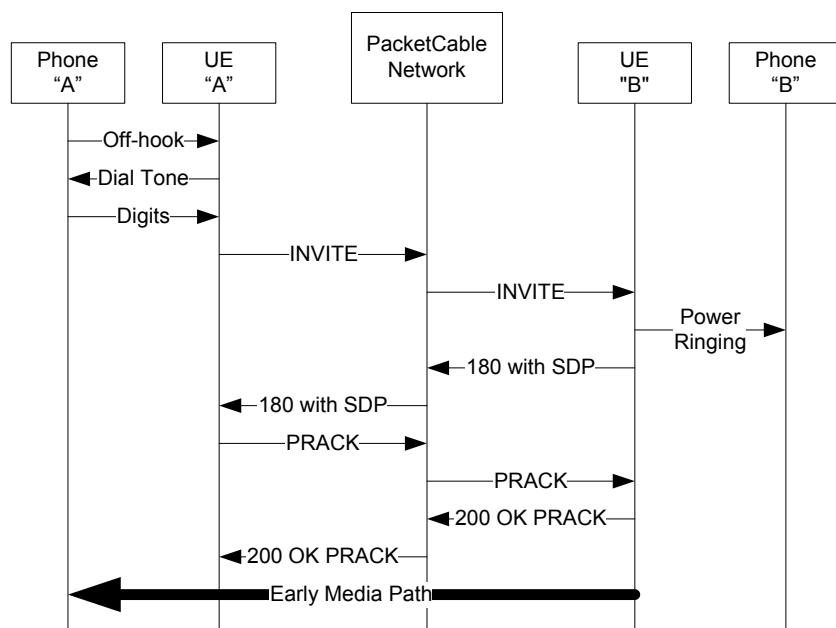 Phone
“A”
UE
“A”
PacketCable
Network
UE
"B"
Phone
“B”
Off-hook
Dial Tone
Digits
INVITE
INVITE
Power
Ringing
180 with SDP
180 with SDP
PRACK
PRACK
200 OK PRACK
200 OK PRACK
Early Media Path